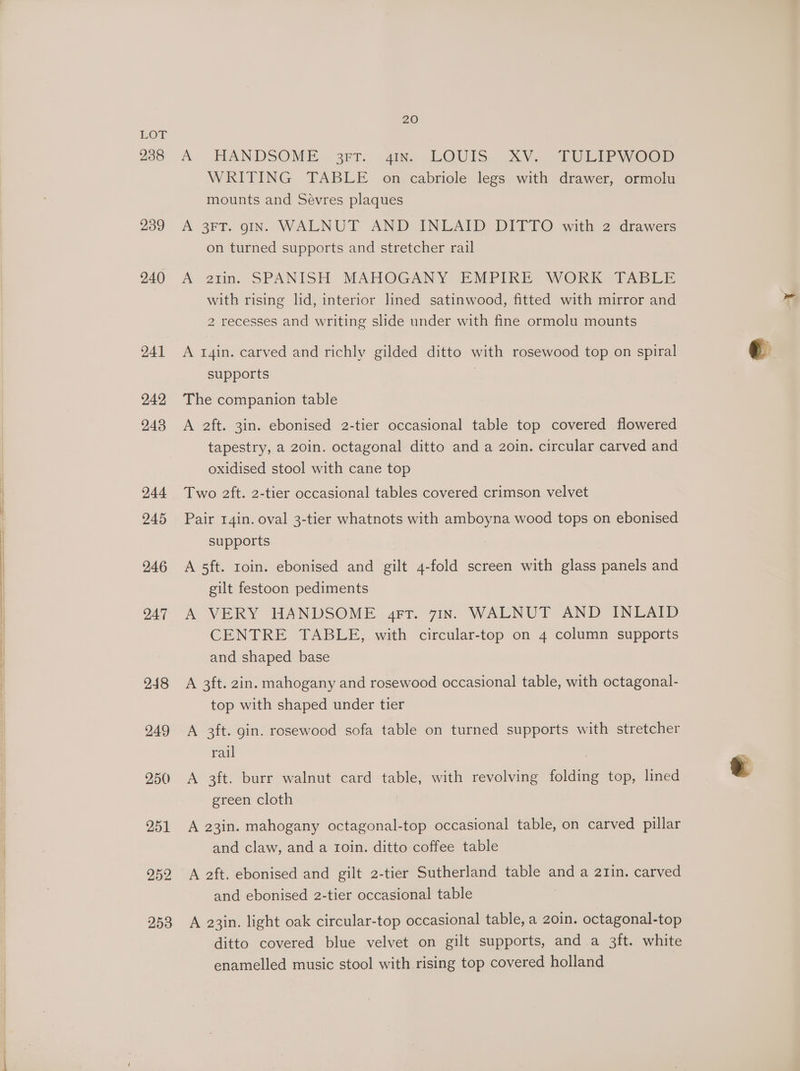 20
LOT
238 A HANDSOME 3FT. 4IN. LOUIS XV. TULIPWOOD
WRITING TABLE on cabriole legs with drawer, ormolu
mounts and Sèvres plaques
239 A 3FT. 9IN. WALNUT AND INLAID DITTO with 2 drawers
on turned supports and stretcher rail
240 A 21in. SPANISH MAHOGANY EMPIRE WORK TABLE
with rising lid, interior lined satinwood, fitted with mirror and
2 recesses and writing slide under with fine ormolu mounts
241 A 14in. carved and richly gilded ditto with rosewood top on spiral
supports
242 The companion table
243 A 2ft. 3in. ebonised 2-tier occasional table top covered flowered
tapestry, a 20in. octagonal ditto and a 20in. circular carved and
oxidised stool with cane top
244 Two 2ft. 2-tier occasional tables covered crimson velvet
245 Pair 14in. oval 3-tier whatnots with amboyna wood tops on ebonised
supports
246 A 5ft. 10in. ebonised and gilt 4-fold screen with glass panels and
gilt festoon pediments
247 A VERY HANDSOME 4FT. 7IN. WALNUT AND INLAID
CENTRE TABLE, with circular-top on 4 column supports
and shaped base
248 A 3ft. 2in. mahogany and rosewood occasional table, with octagonal-
top with shaped under tier
249 A 3ft. 9in. rosewood sofa table on turned supports with stretcher
rail
250 A 3ft. burr walnut card table, with revolving folding top, lined
green cloth
251 A 23in. mahogany octagonal-top occasional table, on carved pillar
and claw, and a 10in. ditto coffee table
252 A 2ft. ebonised and gilt 2-tier Sutherland table and a 21in. carved
and ebonised 2-tier occasional table
253 A 23in. light oak circular-top occasional table, a 20in. octagonal-top
ditto covered blue velvet on gilt supports, and a 3ft. white
enamelled music stool with rising top covered holland